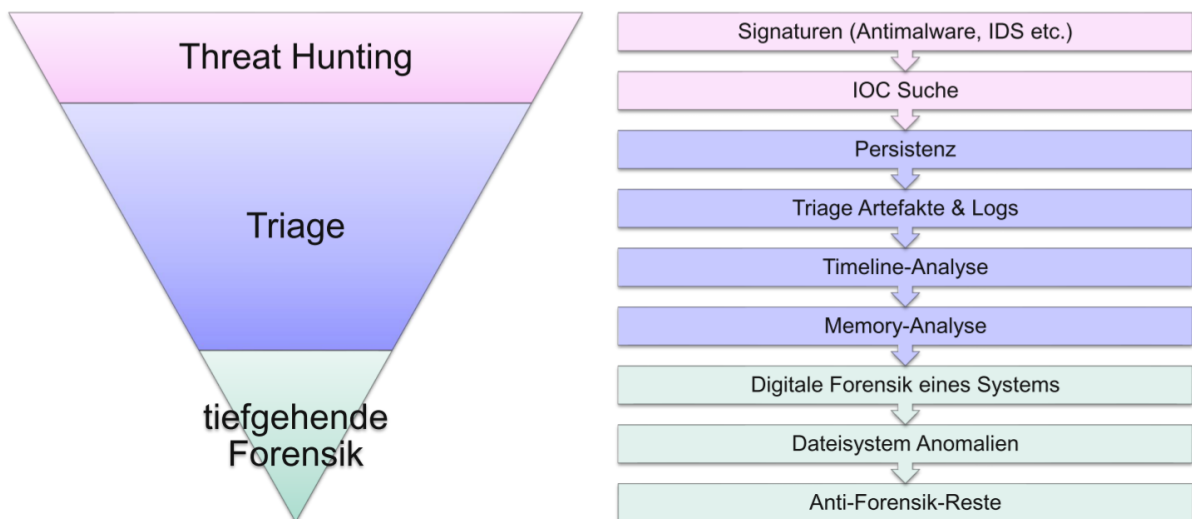 Threat Hunting
Triage
tiefgehende
Forensik
Signaturen (Antimalware, IDS etc.)
IOC Suche
Persistenz
Triage Artefakte & Logs
Timeline-Analyse
Memory-Analyse
Digitale Forensik eines Systems
Dateisystem Anomalien
Anti-Forensik-Reste